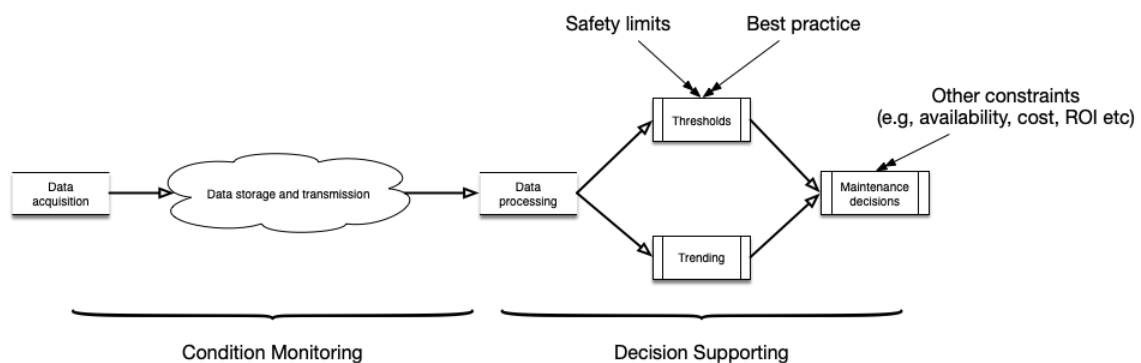 Safety limits
Best practice
Other constraints
(e.g, availability, cost, ROI etc)
Thresholds
Data
acquisition
Data storage and transmission
Data
processing
Maintenance
decisions
Trending
Condition Monitoring
Decision Supporting